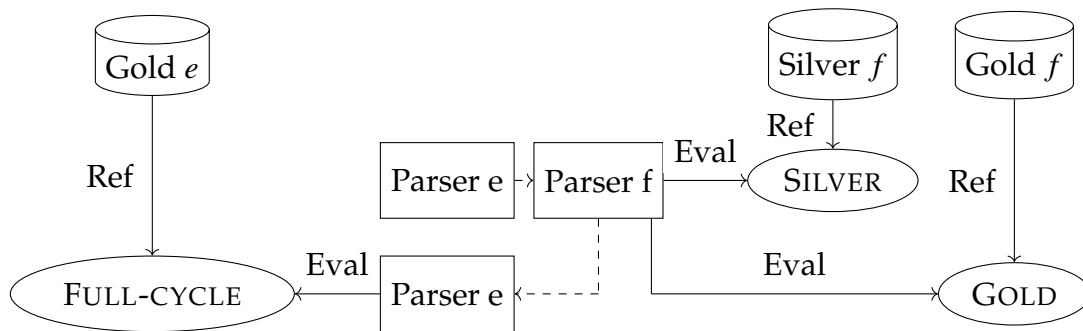 Gold e
Silver f
Gold f
Ref
Ref
Ref
Parser e
Parser f
Eval
SILVER
FULL-CYCLE
Eval
Parser e
Eval
GOLD